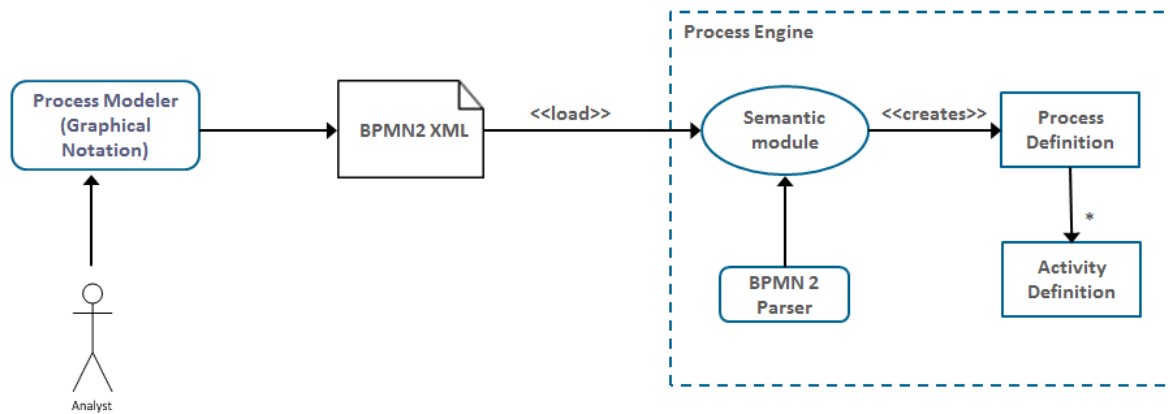 Process Engine
Process Modeler
(Graphical
Notation)
BPMN2 XML
<<load>>
Semantic
module
<<creates>>
Process
Definition
*
BPMN 2
Parser
Activity
Definition
Analyst